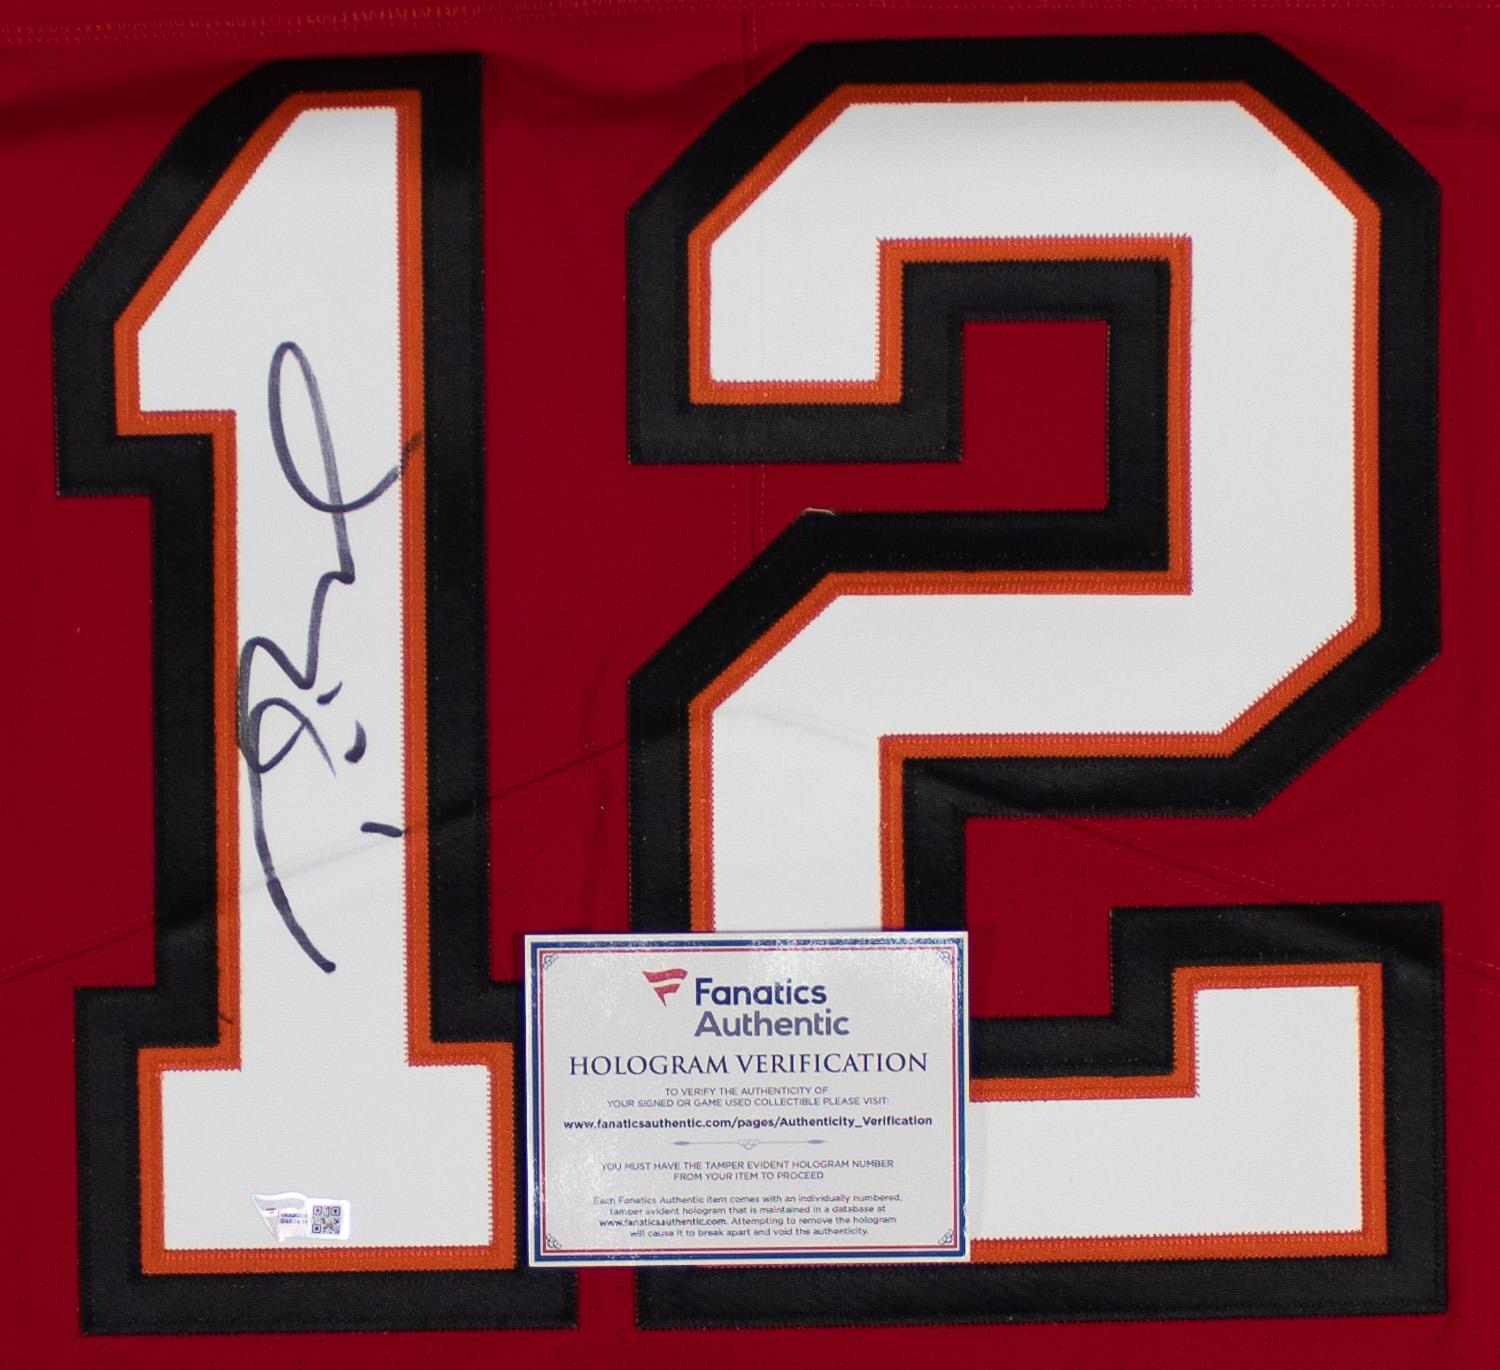 12
Fanatics
Authentic
HOLOGRAM VERIFICATION
TO VERIFY THE AUTHENTICITY OF
YOUR SIGNED OR GAME USED COLLECTIBLE PLEASE VISIT:
www.fanaticsauthentic.com/pages/Authenticity_Verification
YOU MUST HAVE THE TAMPER EVIDENT HOLOGRAM NUMBER
FROM YOUR ITEM TO PROCEED
Each Fanatics Authentic item comes with an individually numbered,
tamper evident hologram that is maintained in a database at
www.fanaticsauthentic.com. Attempting to remove the hologram
will cause it to break apart and void the authenticity.